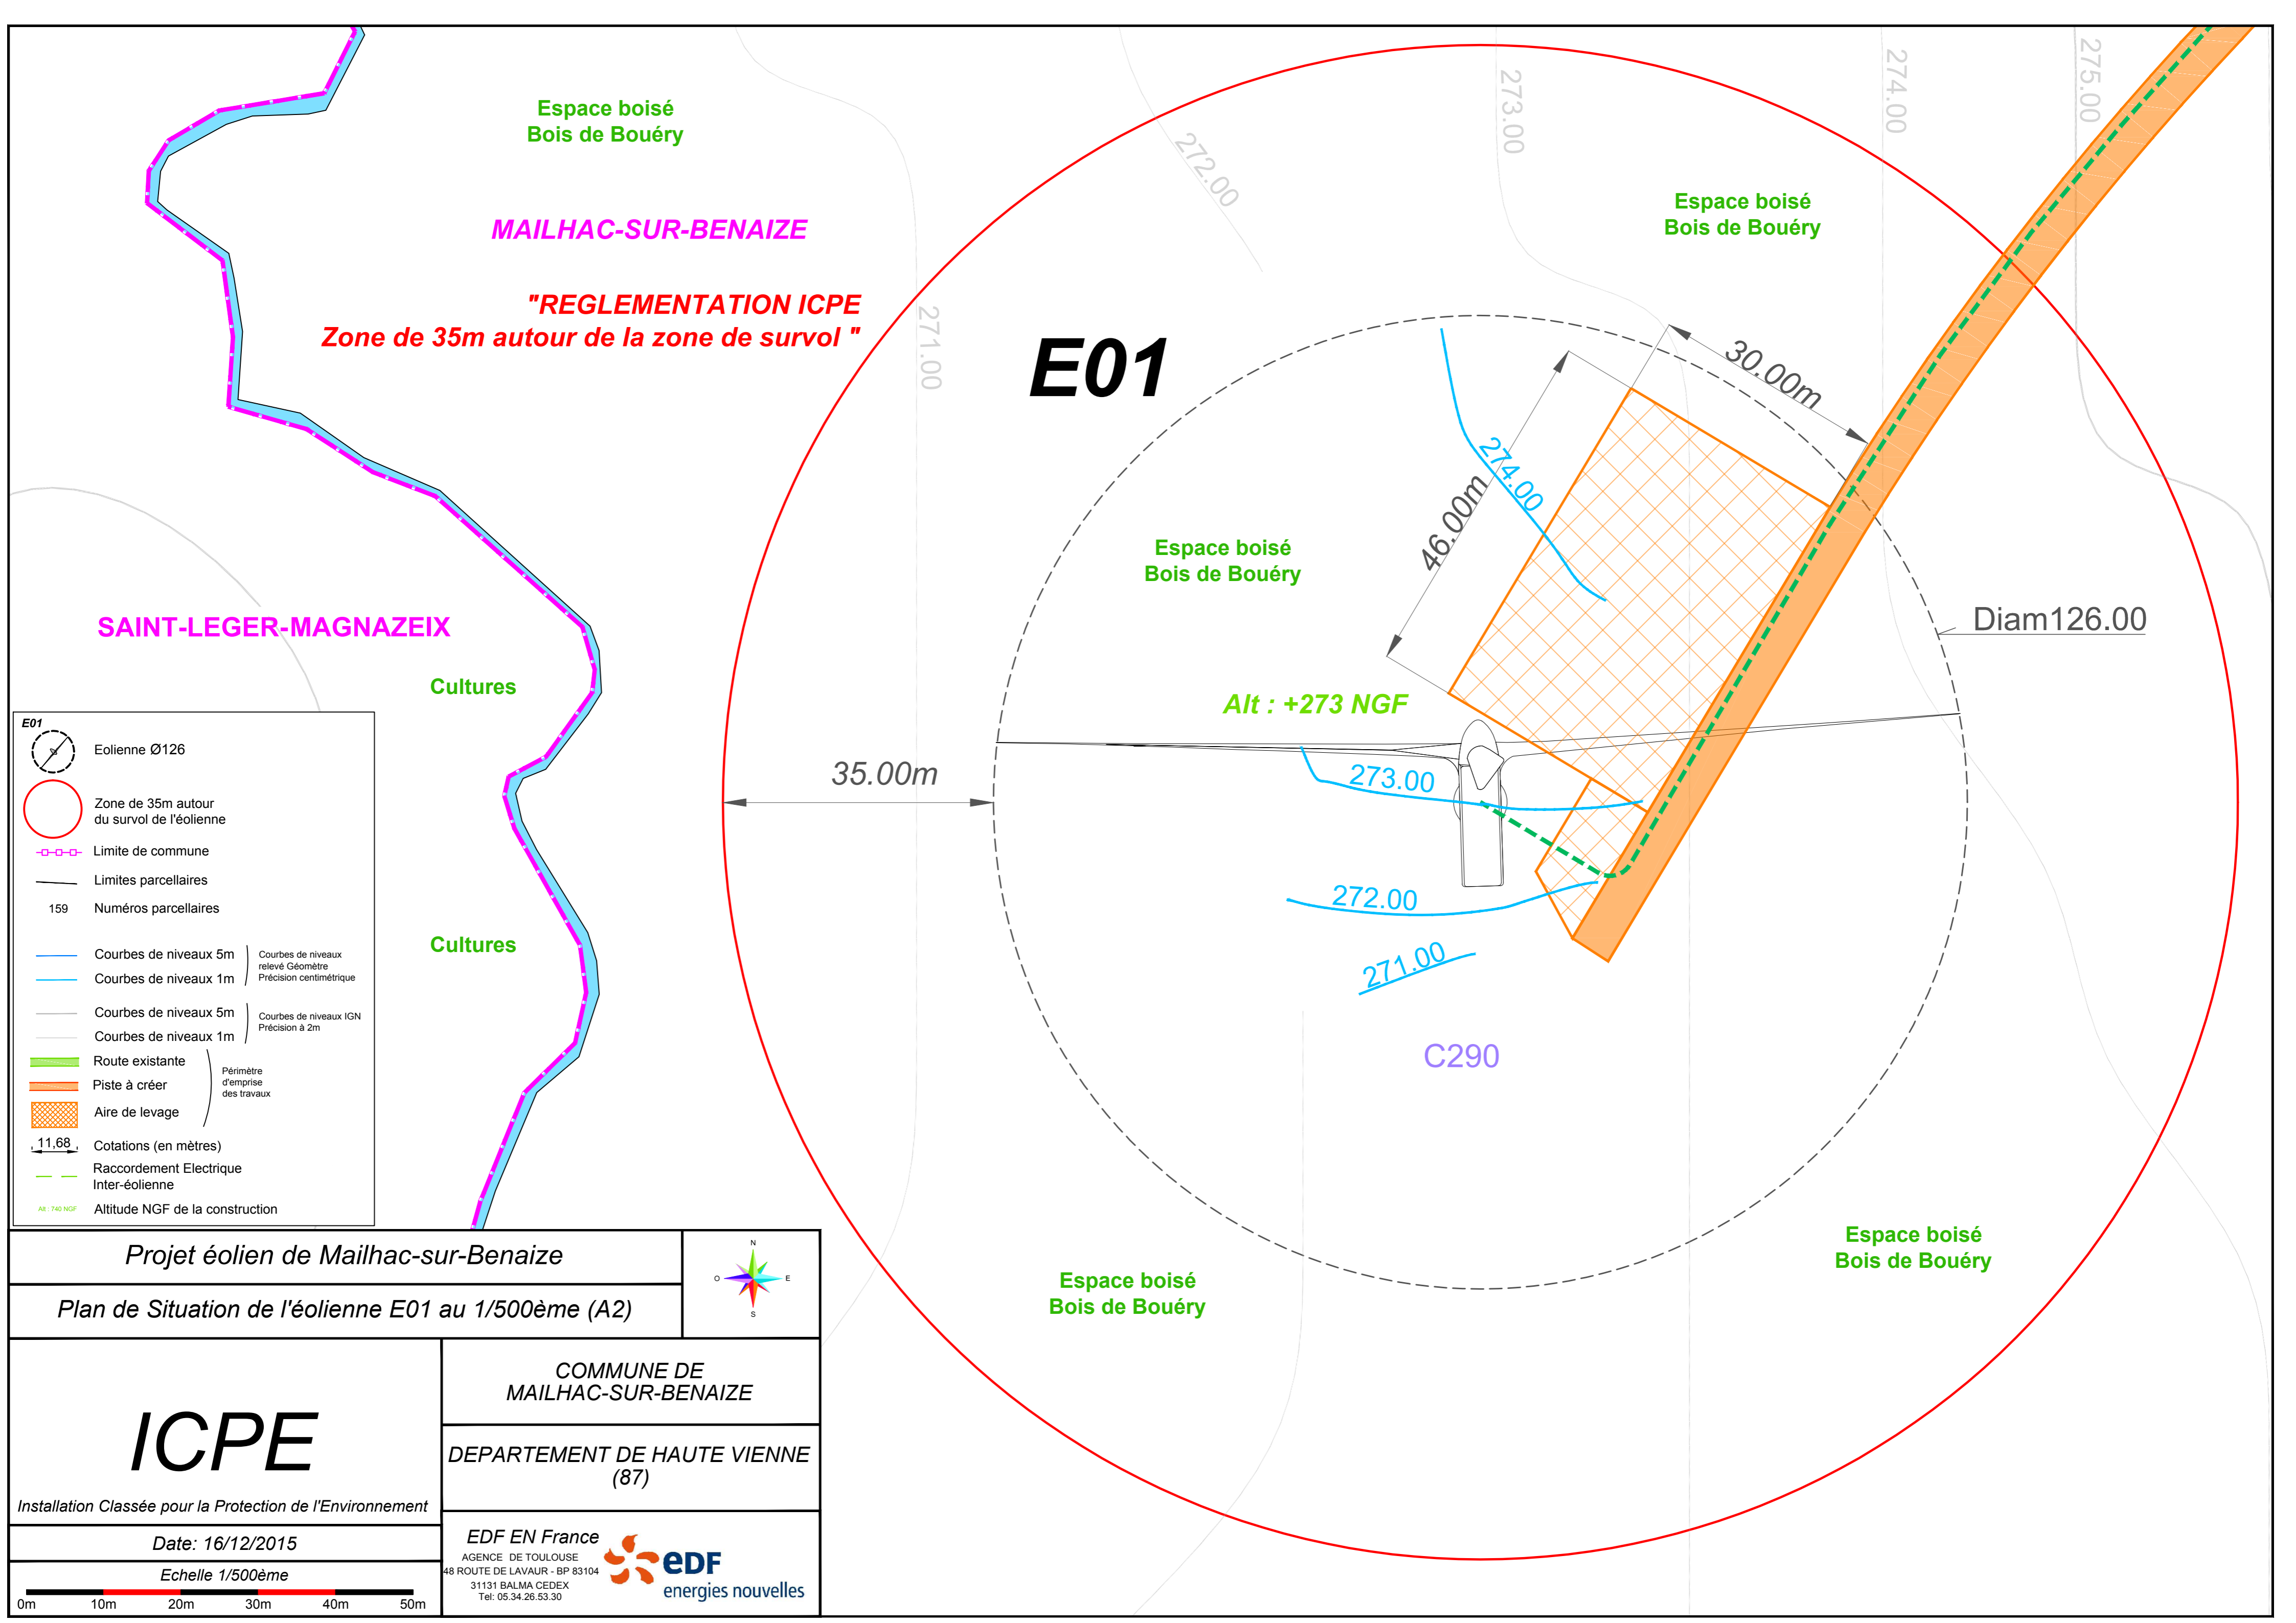 Espace boisé
Bois de Bouéry
MAILHAC-SUR-BENAIZE
"REGLEMENTATION ICPE
Zone de 35m autour de la zone de survol "
271.00
272.00
273.00
274.00
275.00
Espace boisé
Bois de Bouéry
E01
30.00m
46.00m
274.00
Espace boisé
Bois de Bouéry
Diam126.00
SAINT-LEGER-MAGNAZEIX
Cultures
Alt : +273 NGF
35.00m
273.00
272.00
271.00
Cultures
C290
Espace boisé
Bois de Bouéry
Espace boisé
Bois de Bouéry
E01
Eolienne Ø126
Zone de 35m autour
du survol de l'éolienne
Limite de commune
Limites parcellaires
159
Numéros parcellaires
Courbes de niveaux 5m
Courbes de niveaux 1m
Courbes de niveaux
relevé Géomètre
Précision centimétrique
Courbes de niveaux 5m
Courbes de niveaux 1m
Courbes de niveaux IGN
Précision à 2m
Route existante
Piste à créer
Aire de levage
Périmètre
d'emprise
des travaux
11,68
Cotations (en mètres)
Raccordement Electrique
Inter-éolienne
Alt : 740 NGF
Altitude NGF de la construction
Projet éolien de Mailhac-sur-Benaize
Plan de Situation de l'éolienne E01 au 1/500ème (A2)
N
O
E
S
ICPE
Installation Classée pour la Protection de l'Environnement
Date: 16/12/2015
Echelle 1/500ème
0m 10m 20m 30m 40m 50m
COMMUNE DE
MAILHAC-SUR-BENAIZE
DEPARTEMENT DE HAUTE VIENNE
(87)
EDF EN France
AGENCE DE TOULOUSE
48 ROUTE DE LAVAUR - BP 83104
31131 BALMA CEDEX
Tel: 05.34.26.53.30
eDF
energies nouvelles